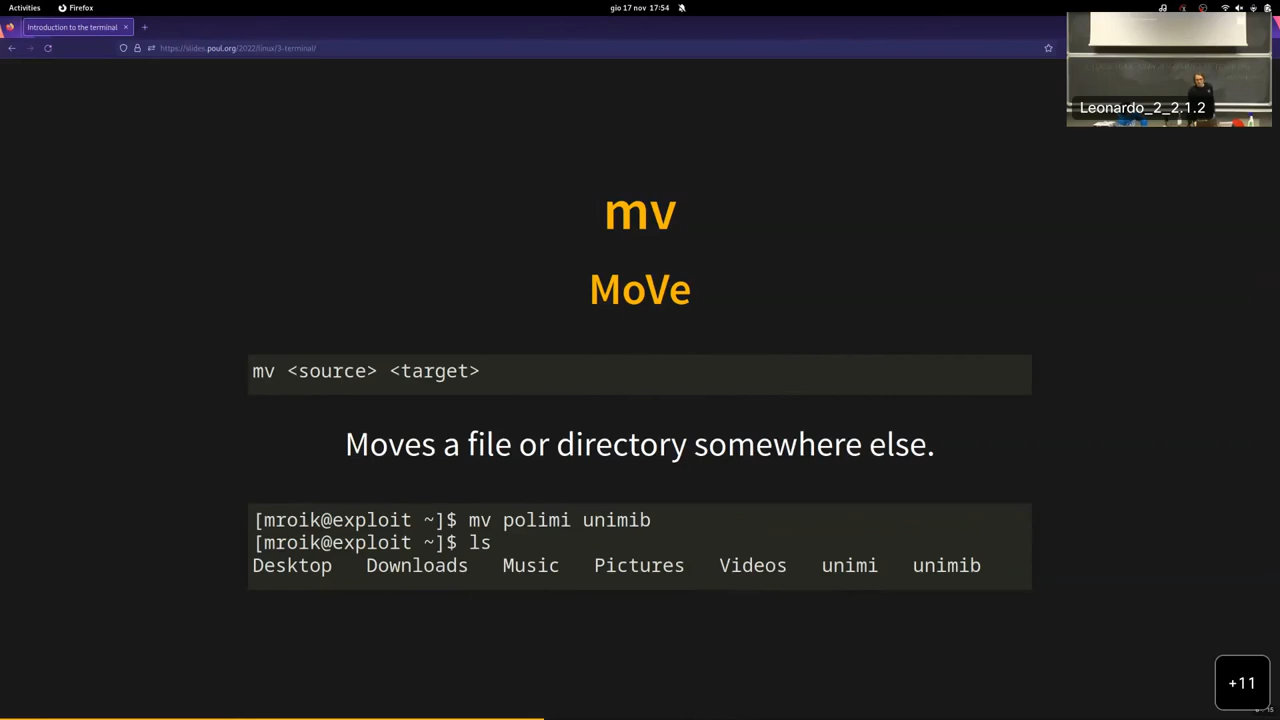 Activities
Firefox
gio 17 nov 17:54
Introduction to the terminal
https://slides.poul.org/2022/linux/3-terminal/
Leonardo_2_2.1.2
mv
MoVe
mv <source> <target>
Moves a file or directory somewhere else.
[mroik@exploit ~]$ mv polimi unimib
[mroik@exploit ~]$ ls
Desktop Downloads Music Pictures Videos unimi unimib
+11